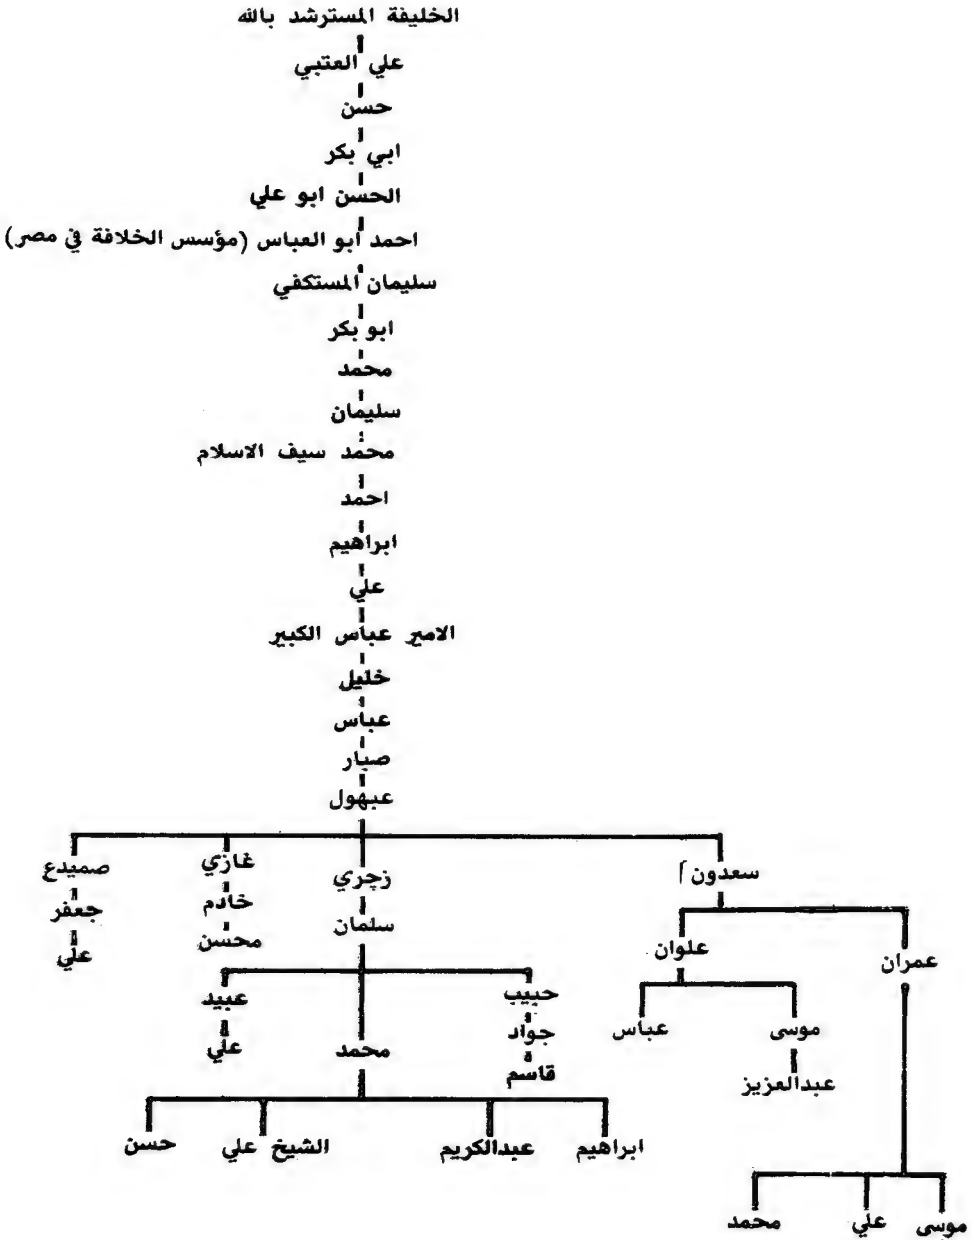 الخليفة المسترشد بالله
علي العتبي
حسن
ابي بكر
الحسن ابو علي
احمد ابو العباس (مؤسس الخلافة في مصر)
سليمان المستكفي
ابو بكر
محمد
سليمان
محمد سيف الاسلام
احمد
ابراهيم
علي
الامير عباس الكبير
خليل
عباس
صبار
عبهول
سعدون زچري غازي صميدع
خادم جعفر
سلمان
محسن علي
علوان عمران
حبيب عبيد
موسى عباس جواد
محمد علي
قاسم
عبدالعزيز
ابراهيم عبدالكريم الشيخ علي حسن
موسى علي محمد